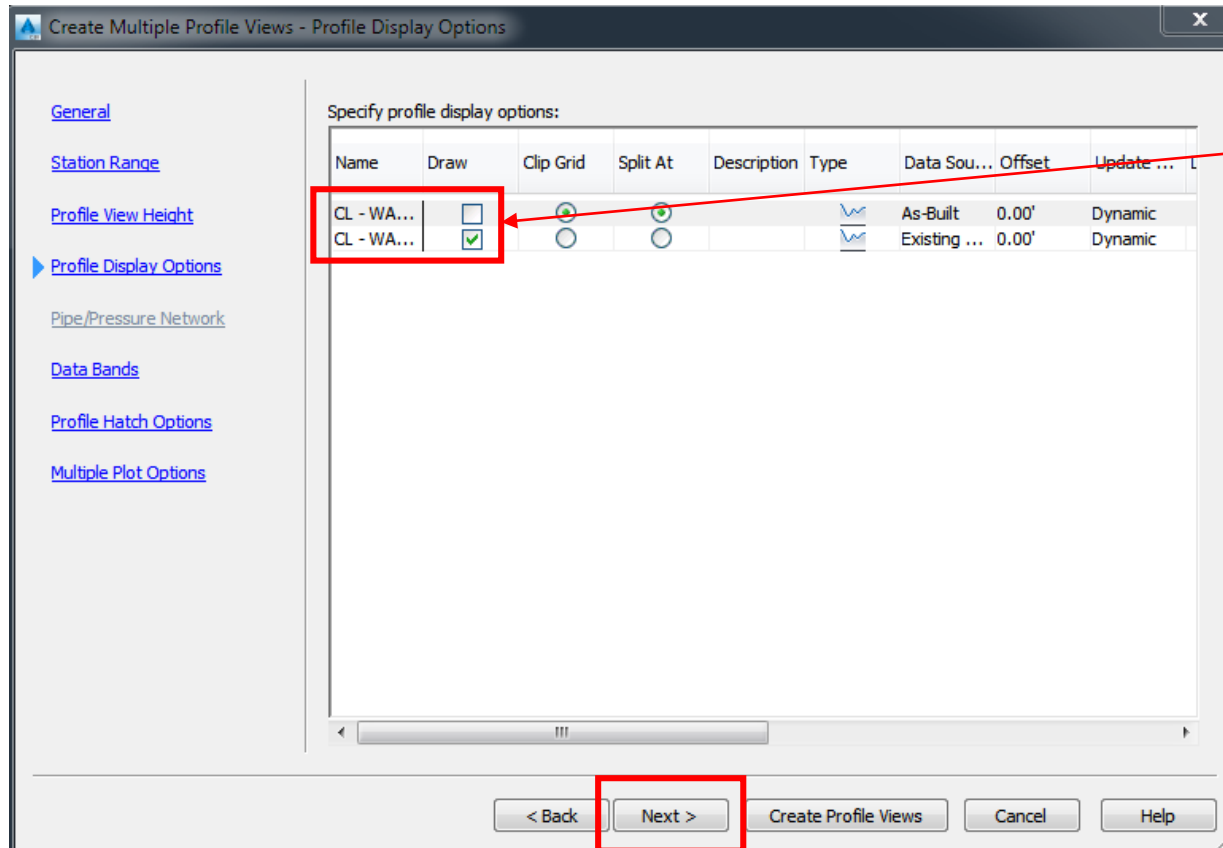 Create Multiple Profile Views - Profile Display Options
General
Station Range
Profile View Height
Profile Display Options
Pipe/Pressure Network
Data Bands
Profile Hatch Options
Multiple Plot Options
Specify profile display options:
Name Draw Clip Grid Split At Description Type Data Sou... Offset Update ...
CL - WA... As-Built 0.00' Dynamic
CL - WA... Existing ... 0.00' Dynamic
< Back Next > Create Profile Views Cancel Help